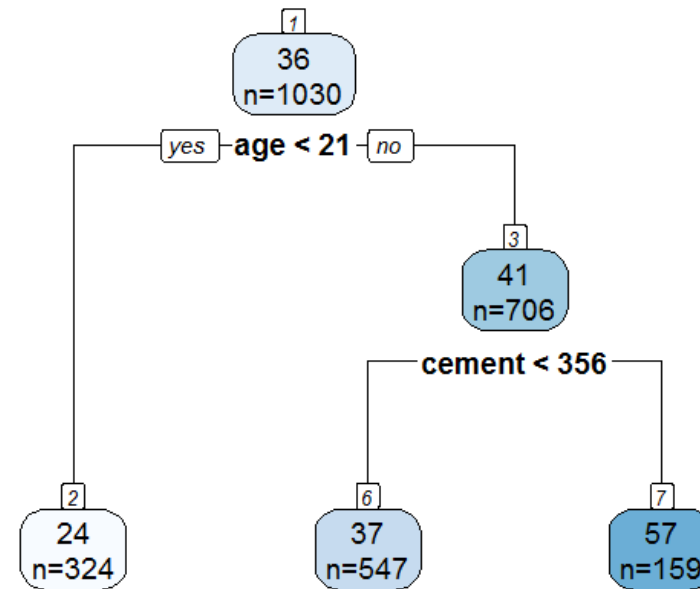 1
36
n=1030
yes age < 21 no
3
41
n=706
cement < 356
2
24
n=324
6
37
n=547
7
57
n=159